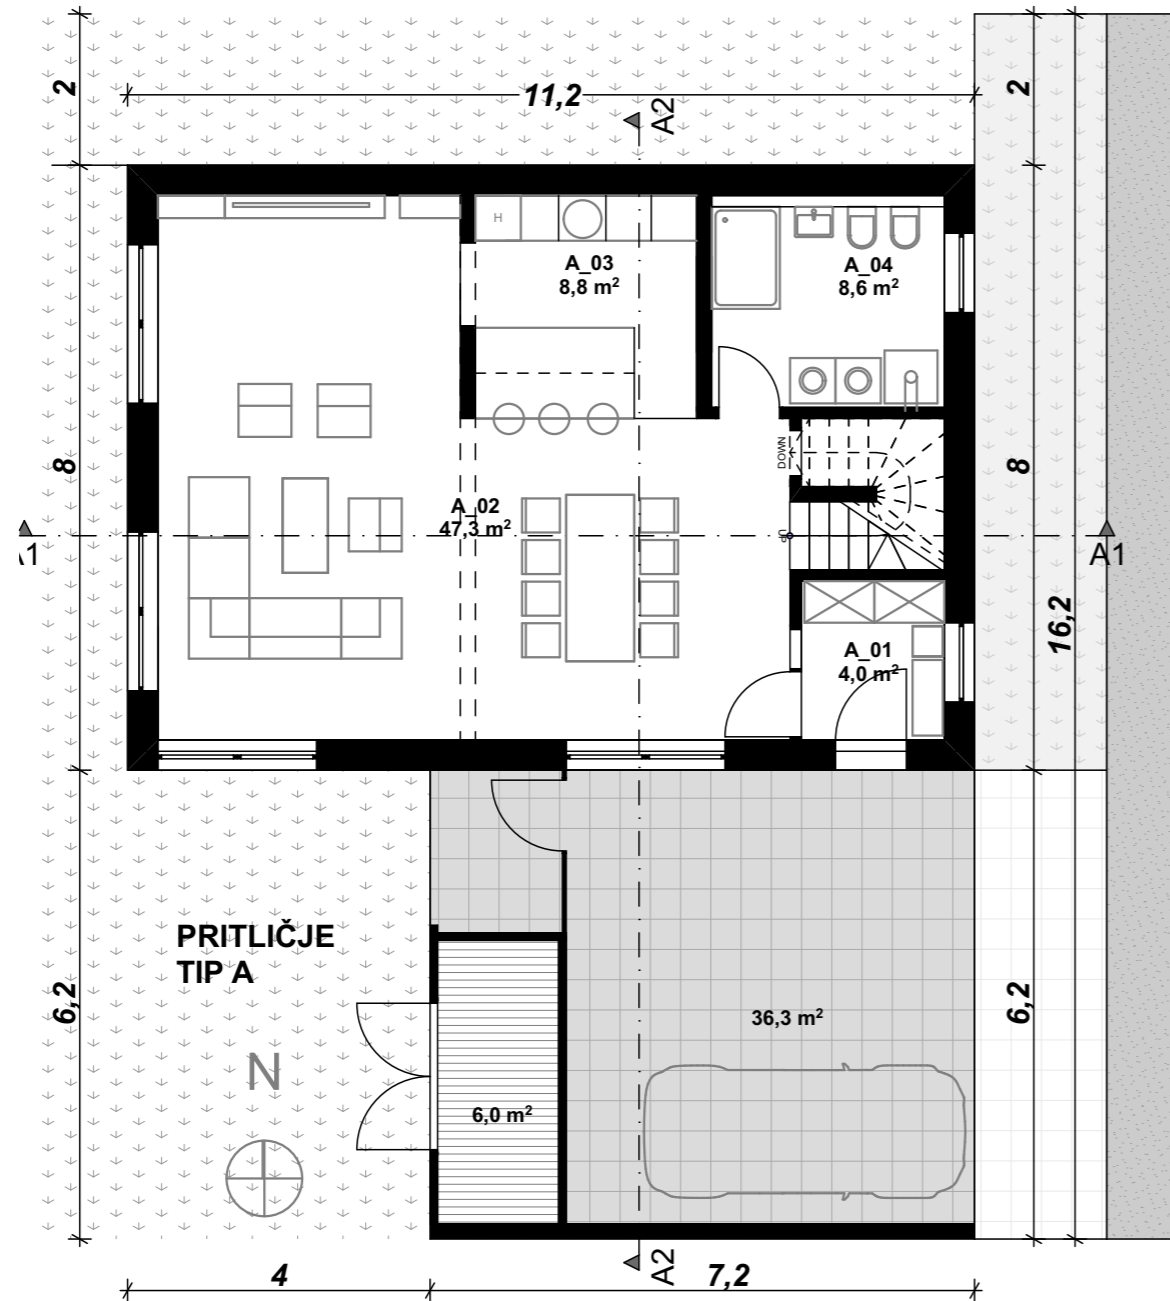 2
11,2
A2
2
H
A_03
8,8 m²
A_04
8,6 m²
DOWN
8
8
A_02
47,3 m²
UP
A1
16,2
A_01
4,0 m²
PRITLIČJE
TIP A
6,2
6,2
36,3 m²
N
6,0 m²
A2
4
7,2